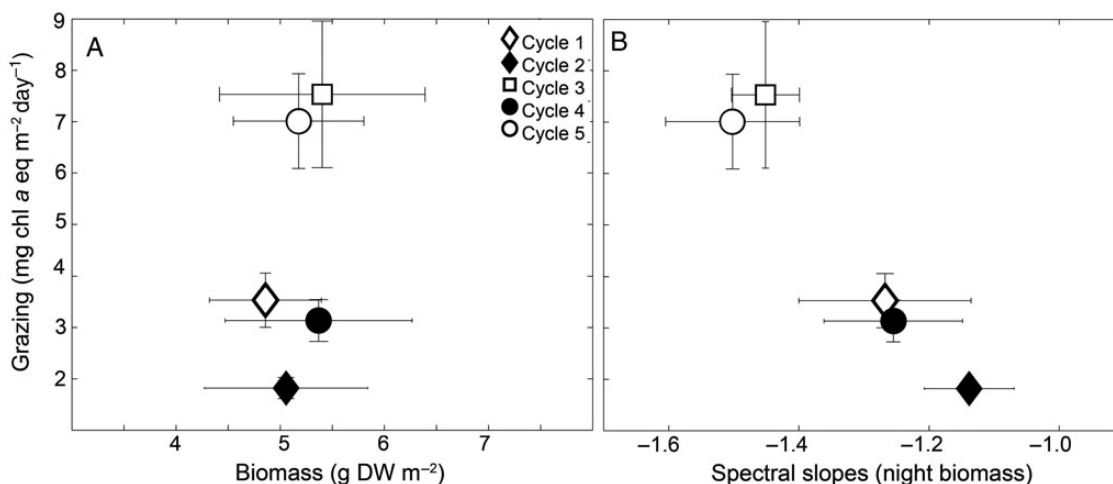 A
B
Cycle 1
Cycle 2
Cycle 3
Cycle 4
Cycle 5
9
8
7
6
5
4
3
2
Grazing (mg chl a eq m⁻² day⁻¹)
4 5 6 7
−1.6 −1.4 −1.2 −1.0
Biomass (g DW m⁻²)
Spectral slopes (night biomass)